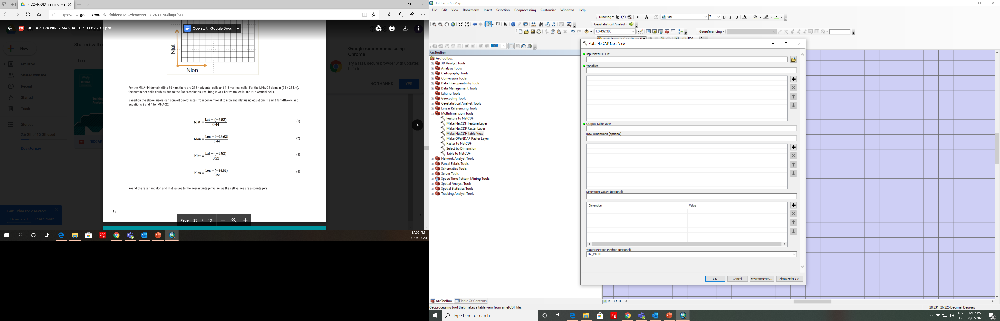 RICCAR GIS Training Ma
https://drive.google.com/drive/folders/1AtGyh9Rdy8h-hKAoConNIXlluqIrfALY
RICCAR-TRAINING-MANUAL-GIS-030620-1.pdf
Open with Google Docs
New
Shared with
My Drive
Shared with me
Recent
Starred
Trash
Storage
2.6 GB of 15 GB used
Buy storage
Files
RICCAR
Get Drive for desktop
Download
Learn more
Google recommends using
Chrome
Try a fast, secure browser with updates
built in
NO THANKS
YES
Nlat
Nlon
For the MNA-44 domain (50 x 50 km), there are 232 horizontal cells and 118 vertical cells. For the MNA-22 domain (25 x 25 km),
the number of cells doubles due to the finer resolution, resulting in 464 horizontal cells and 236 vertical cells.
Based on the above, users can convert coordinates from conventional to nlon and nlat using equations 1 and 2 for MNA-44 and
equations 3 and 4 for MNA-22.
Nlat = Lat − (−6.82) / 0.44 (1)
Nlon = Lon − (−26.62) / 0.44 (2)
Nlat = Lat − (−6.82) / 0.22 (3)
Nlon = Lon − (−26.62) / 0.22 (4)
Round the resultant nlon and nlat values to the nearest integer value, as the cell values are also integers.
16
Page 25 / 40
12:07 PM
08/07/2020
Untitled - ArcMap
File Edit View Bookmarks Insert Selection Geoprocessing Customize Windows Help
Drawing
Arial
7
B I U A
Geostatistical Analyst
1:3,492,300
Georeferencing
Arab Domain Grid 50 km P
500
ArcToolbox
ArcToolbox
3D Analyst Tools
Analysis Tools
Cartography Tools
Conversion Tools
Data Interoperability Tools
Data Management Tools
Editing Tools
Geocoding Tools
Geostatistical Analyst Tools
Linear Referencing Tools
Multidimension Tools
Feature to NetCDF
Make NetCDF Feature Layer
Make NetCDF Raster Layer
Make NetCDF Table View
Make OPeNDAP Raster Layer
Raster to NetCDF
Select by Dimension
Table to NetCDF
Network Analyst Tools
Parcel Fabric Tools
Schematics Tools
Server Tools
Space Time Pattern Mining Tools
Spatial Analyst Tools
Spatial Statistics Tools
Tracking Analyst Tools
ArcToolbox
Table Of Contents
Geoprocessing tool that makes a table view from a netCDF file.
Make NetCDF Table View
Input netCDF File
Variables
Output Table View
Row Dimensions (optional)
Dimension Values (optional)
Dimension Value
Value Selection Method (optional)
BY_VALUE
OK
Cancel
Environments...
Show Help >>
28.331 26.326 Decimal Degrees
Type here to search
ENG
US
12:07 PM
08/07/2020
23